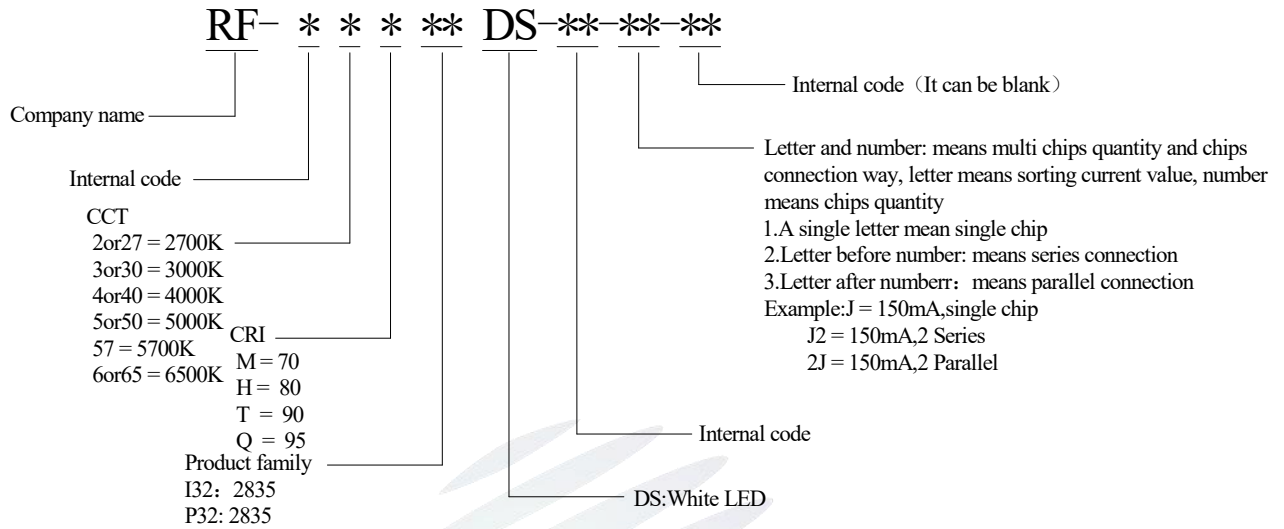 RF- * * * ** DS-**-**-**
Company name
Internal code
CCT
2or27 = 2700K
3or30 = 3000K
4or40 = 4000K
5or50 = 5000K
57 = 5700K
6or65 = 6500K
CRI
M = 70
H = 80
T = 90
Q = 95
Product family
I32：2835
P32: 2835
DS:White LED
Internal code
Letter and number: means multi chips quantity and chips
connection way, letter means sorting current value, number
means chips quantity
1.A single letter mean single chip
2.Letter before number: means series connection
3.Letter after numberr：means parallel connection
Example:J = 150mA,single chip
J2 = 150mA,2 Series
2J = 150mA,2 Parallel
Internal code（It can be blank）